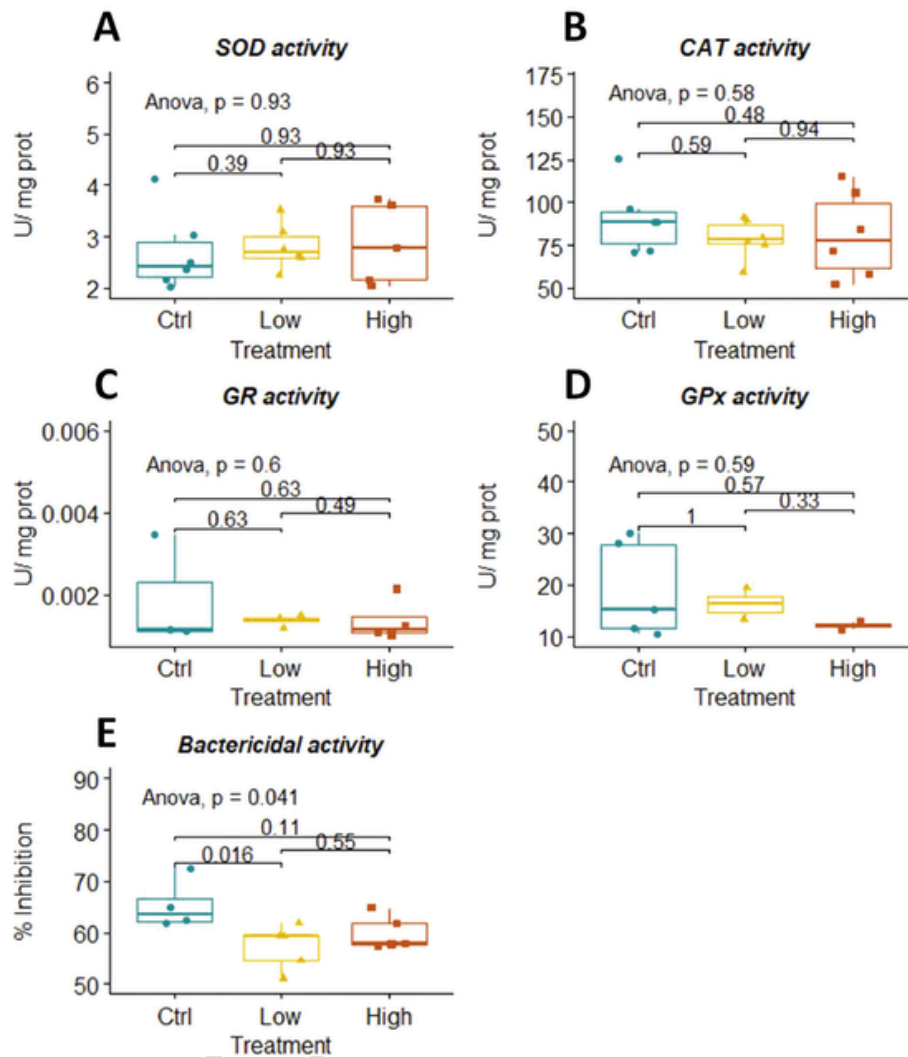 A
SOD activity
6
5
4
3
2
U/ mg prot
Anova, p = 0.93
0.93
0.39
0.93
Ctrl Low High
Treatment
B
CAT activity
175
150
125
100
75
50
U/ mg prot
Anova, p = 0.58
0.48
0.59
0.94
Ctrl Low High
Treatment
C
GR activity
0.006
0.004
0.002
U/ mg prot
Anova, p = 0.6
0.63
0.63
0.49
Ctrl Low High
Treatment
D
GPx activity
50
40
30
20
10
U/ mg prot
Anova, p = 0.59
0.57
1
0.33
Ctrl Low High
Treatment
E
Bactericidal activity
90
80
70
60
50
% Inhibition
Anova, p = 0.041
0.11
0.016
0.55
Ctrl Low High
Treatment